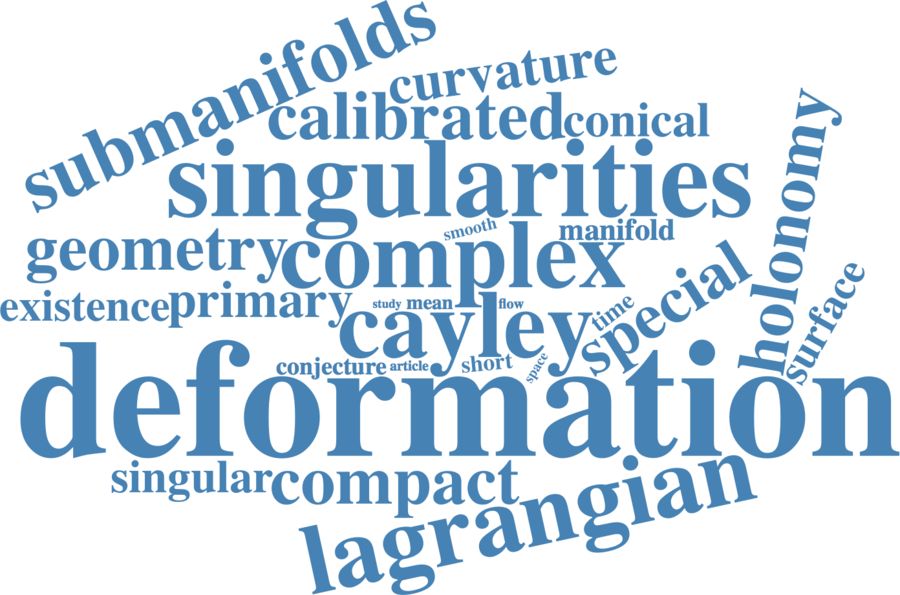 submanifolds
curvature
calibrated
conical
singularities
holonomy
smooth
manifold
geometry
complex
special
surface
existence
primary
study
mean
flow
time
cayley
conjecture
article
short
space
deformation
singular
compact
lagrangian